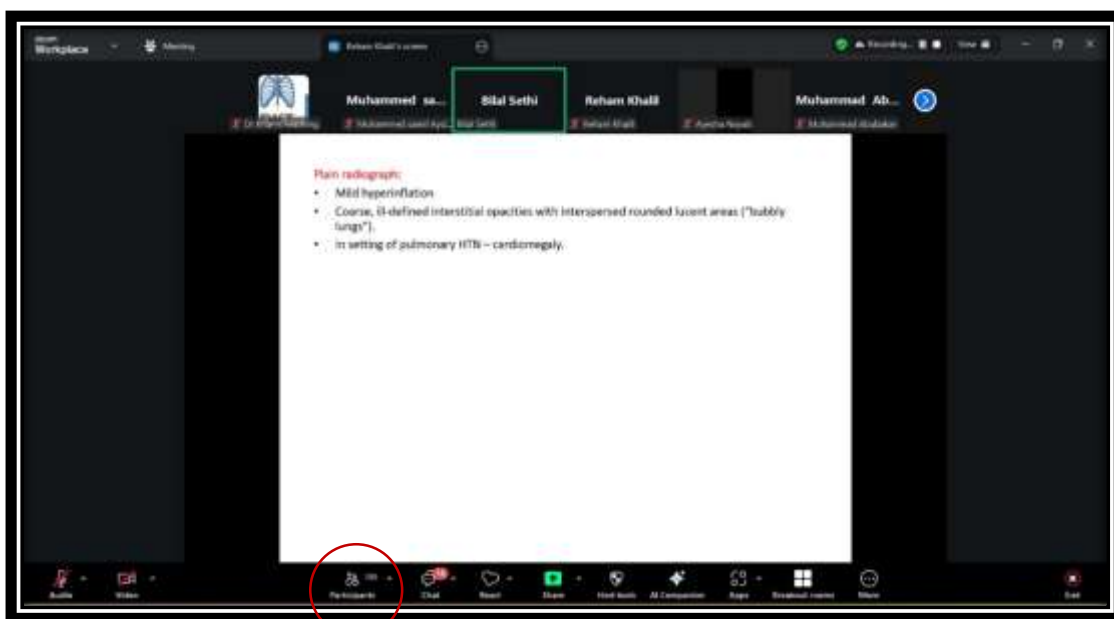 Workplace
Meeting
Reham Khalil's screen
Recording...
View
Muhammed sa...
Bilal Sethi
Reham Khalil
Muhammad Ab...
Bilal Sethi
Reham Khalil
Muhammad Abubakar
Plain radiograph:
• Mild hyperinflation
• Coarse, ill-defined interstitial opacities with interspersed rounded lucent areas ("bubbly
lungs").
• In setting of pulmonary HTN – cardiomegaly.
Audio
Video
Participants
Chat
React
Share
Host tools
AI Companion
Apps
Breakout rooms
More
End